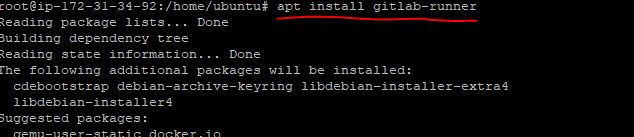 root@ip-172-31-34-92:/home/ubuntu# apt install gitlab-runner
Reading package lists... Done
Building dependency tree
Reading state information... Done
The following additional packages will be installed:
  cdebootstrap debian-archive-keyring libdebian-installer-extra4
  libdebian-installer4
Suggested packages:
  qemu-user-static docker.io